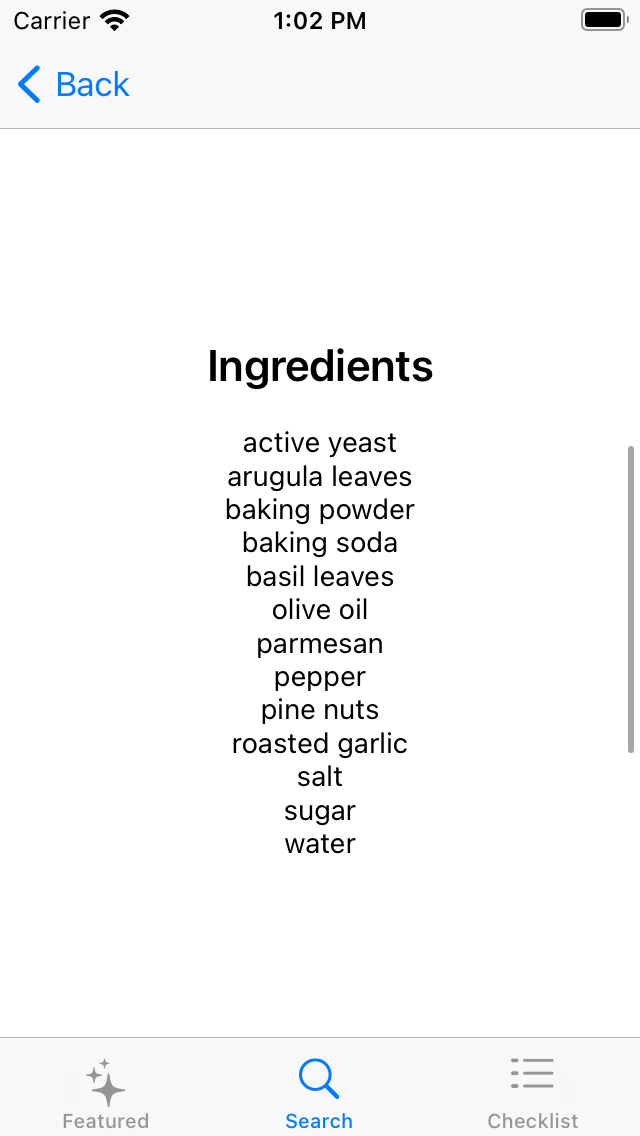 Carrier 1:02 PM
Back
Ingredients
active yeast
arugula leaves
baking powder
baking soda
basil leaves
olive oil
parmesan
pepper
pine nuts
roasted garlic
salt
sugar
water
Featured Search Checklist